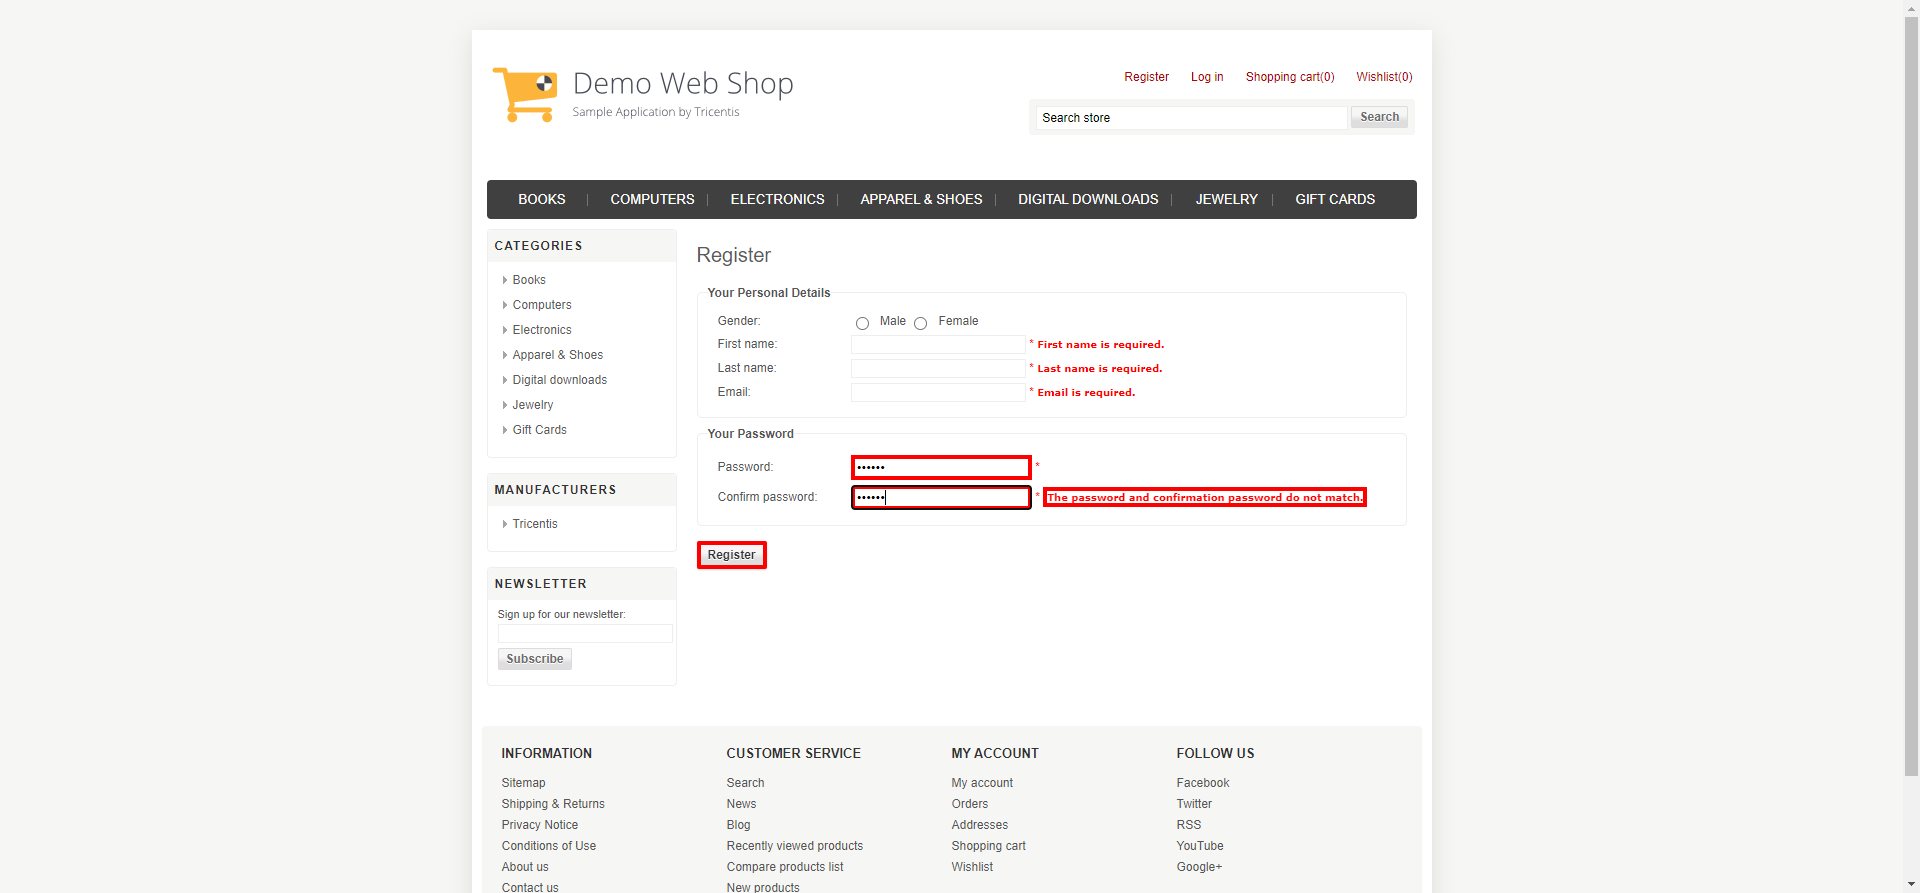 Demo Web Shop
Sample Application by Tricentis
Register Log in Shopping cart(0) Wishlist(0)
Search store Search
BOOKS COMPUTERS ELECTRONICS APPAREL & SHOES DIGITAL DOWNLOADS JEWELRY GIFT CARDS
CATEGORIES
Books
Computers
Electronics
Apparel & Shoes
Digital downloads
Jewelry
Gift Cards
MANUFACTURERS
Tricentis
NEWSLETTER
Sign up for our newsletter:
Subscribe
Register
Your Personal Details
Gender: Male Female
First name: * First name is required.
Last name: * Last name is required.
Email: * Email is required.
Your Password
Password: •••••• *
Confirm password: •••••• * The password and confirmation password do not match.
Register
INFORMATION
Sitemap
Shipping & Returns
Privacy Notice
Conditions of Use
About us
Contact us
CUSTOMER SERVICE
Search
News
Blog
Recently viewed products
Compare products list
New products
MY ACCOUNT
My account
Orders
Addresses
Shopping cart
Wishlist
FOLLOW US
Facebook
Twitter
RSS
YouTube
Google+